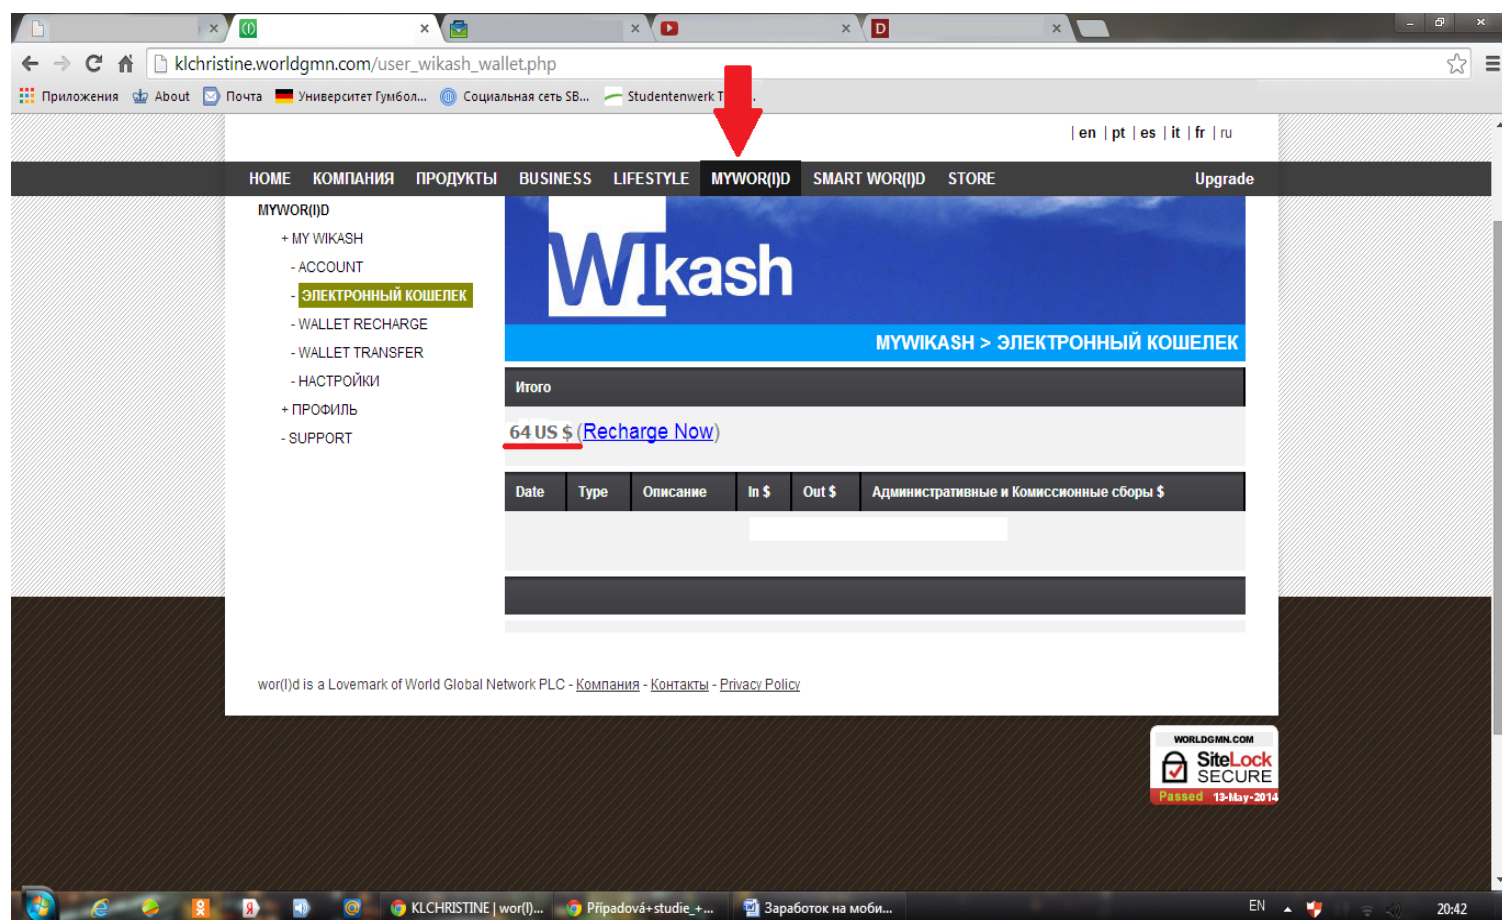 klchristine.worldgmn.com/user_wikash_wallet.php
Приложения About Почта Университет Гумбол... Социальная сеть SB... Studentenwerk
| en | pt | es | it | fr | ru
HOME КОМПАНИЯ ПРОДУКТЫ BUSINESS LIFESTYLE MYWOR(I)D SMART WOR(I)D STORE Upgrade
MYWOR(I)D
+ MY WIKASH
- ACCOUNT
- ЭЛЕКТРОННЫЙ КОШЕЛЕК
- WALLET RECHARGE
- WALLET TRANSFER
- НАСТРОЙКИ
+ ПРОФИЛЬ
- SUPPORT
WIkash
MYWIKASH > ЭЛЕКТРОННЫЙ КОШЕЛЕК
Итого
64 US $ (Recharge Now)
Date Type Описание In $ Out $ Административные и Комиссионные сборы $
wor(l)d is a Lovemark of World Global Network PLC - Компания - Контакты - Privacy Policy
WORLDGMN.COM
SiteLock
SECURE
Passed 13-May-2014
KLCHRISTINE | wor(l)... Případová+studie_+... Заработок на моби... EN 20:42